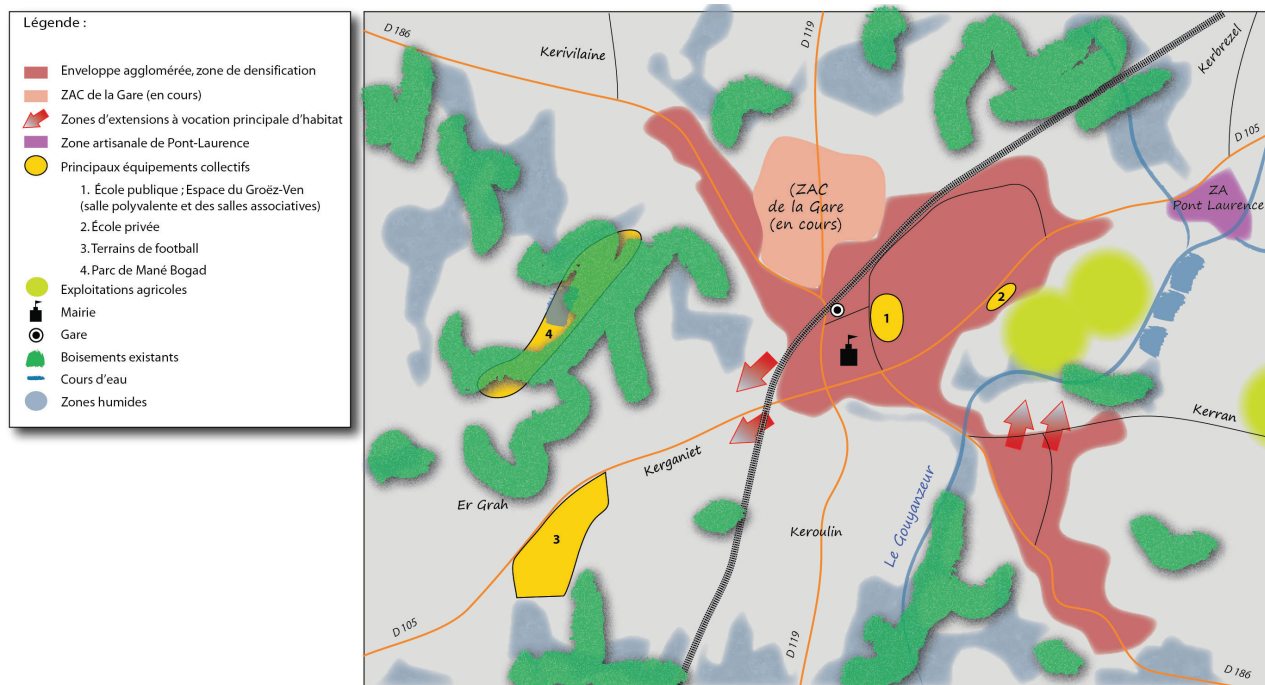 Légende :
Enveloppe agglomérée, zone de densification
ZAC de la Gare (en cours)
Zones d'extensions à vocation principale d'habitat
Zone artisanale de Pont-Laurence
Principaux équipements collectifs
1. École publique ; Espace du Groëz-Ven
(salle polyvalente et des salles associatives)
2. École privée
3. Terrains de football
4. Parc de Mané Bogad
Exploitations agricoles
Mairie
Gare
Boisements existants
Cours d'eau
Zones humides
D 186
Kerivilaine
D 119
Kerbrezel
D 105
(ZAC
de la Gare
(en cours)
ZA
Pont Laurence
1
2
4
Kerran
Kerganiet
Er Grah
3
Keroulin
Le Gouyanzeur
D 105
D 119
D 186